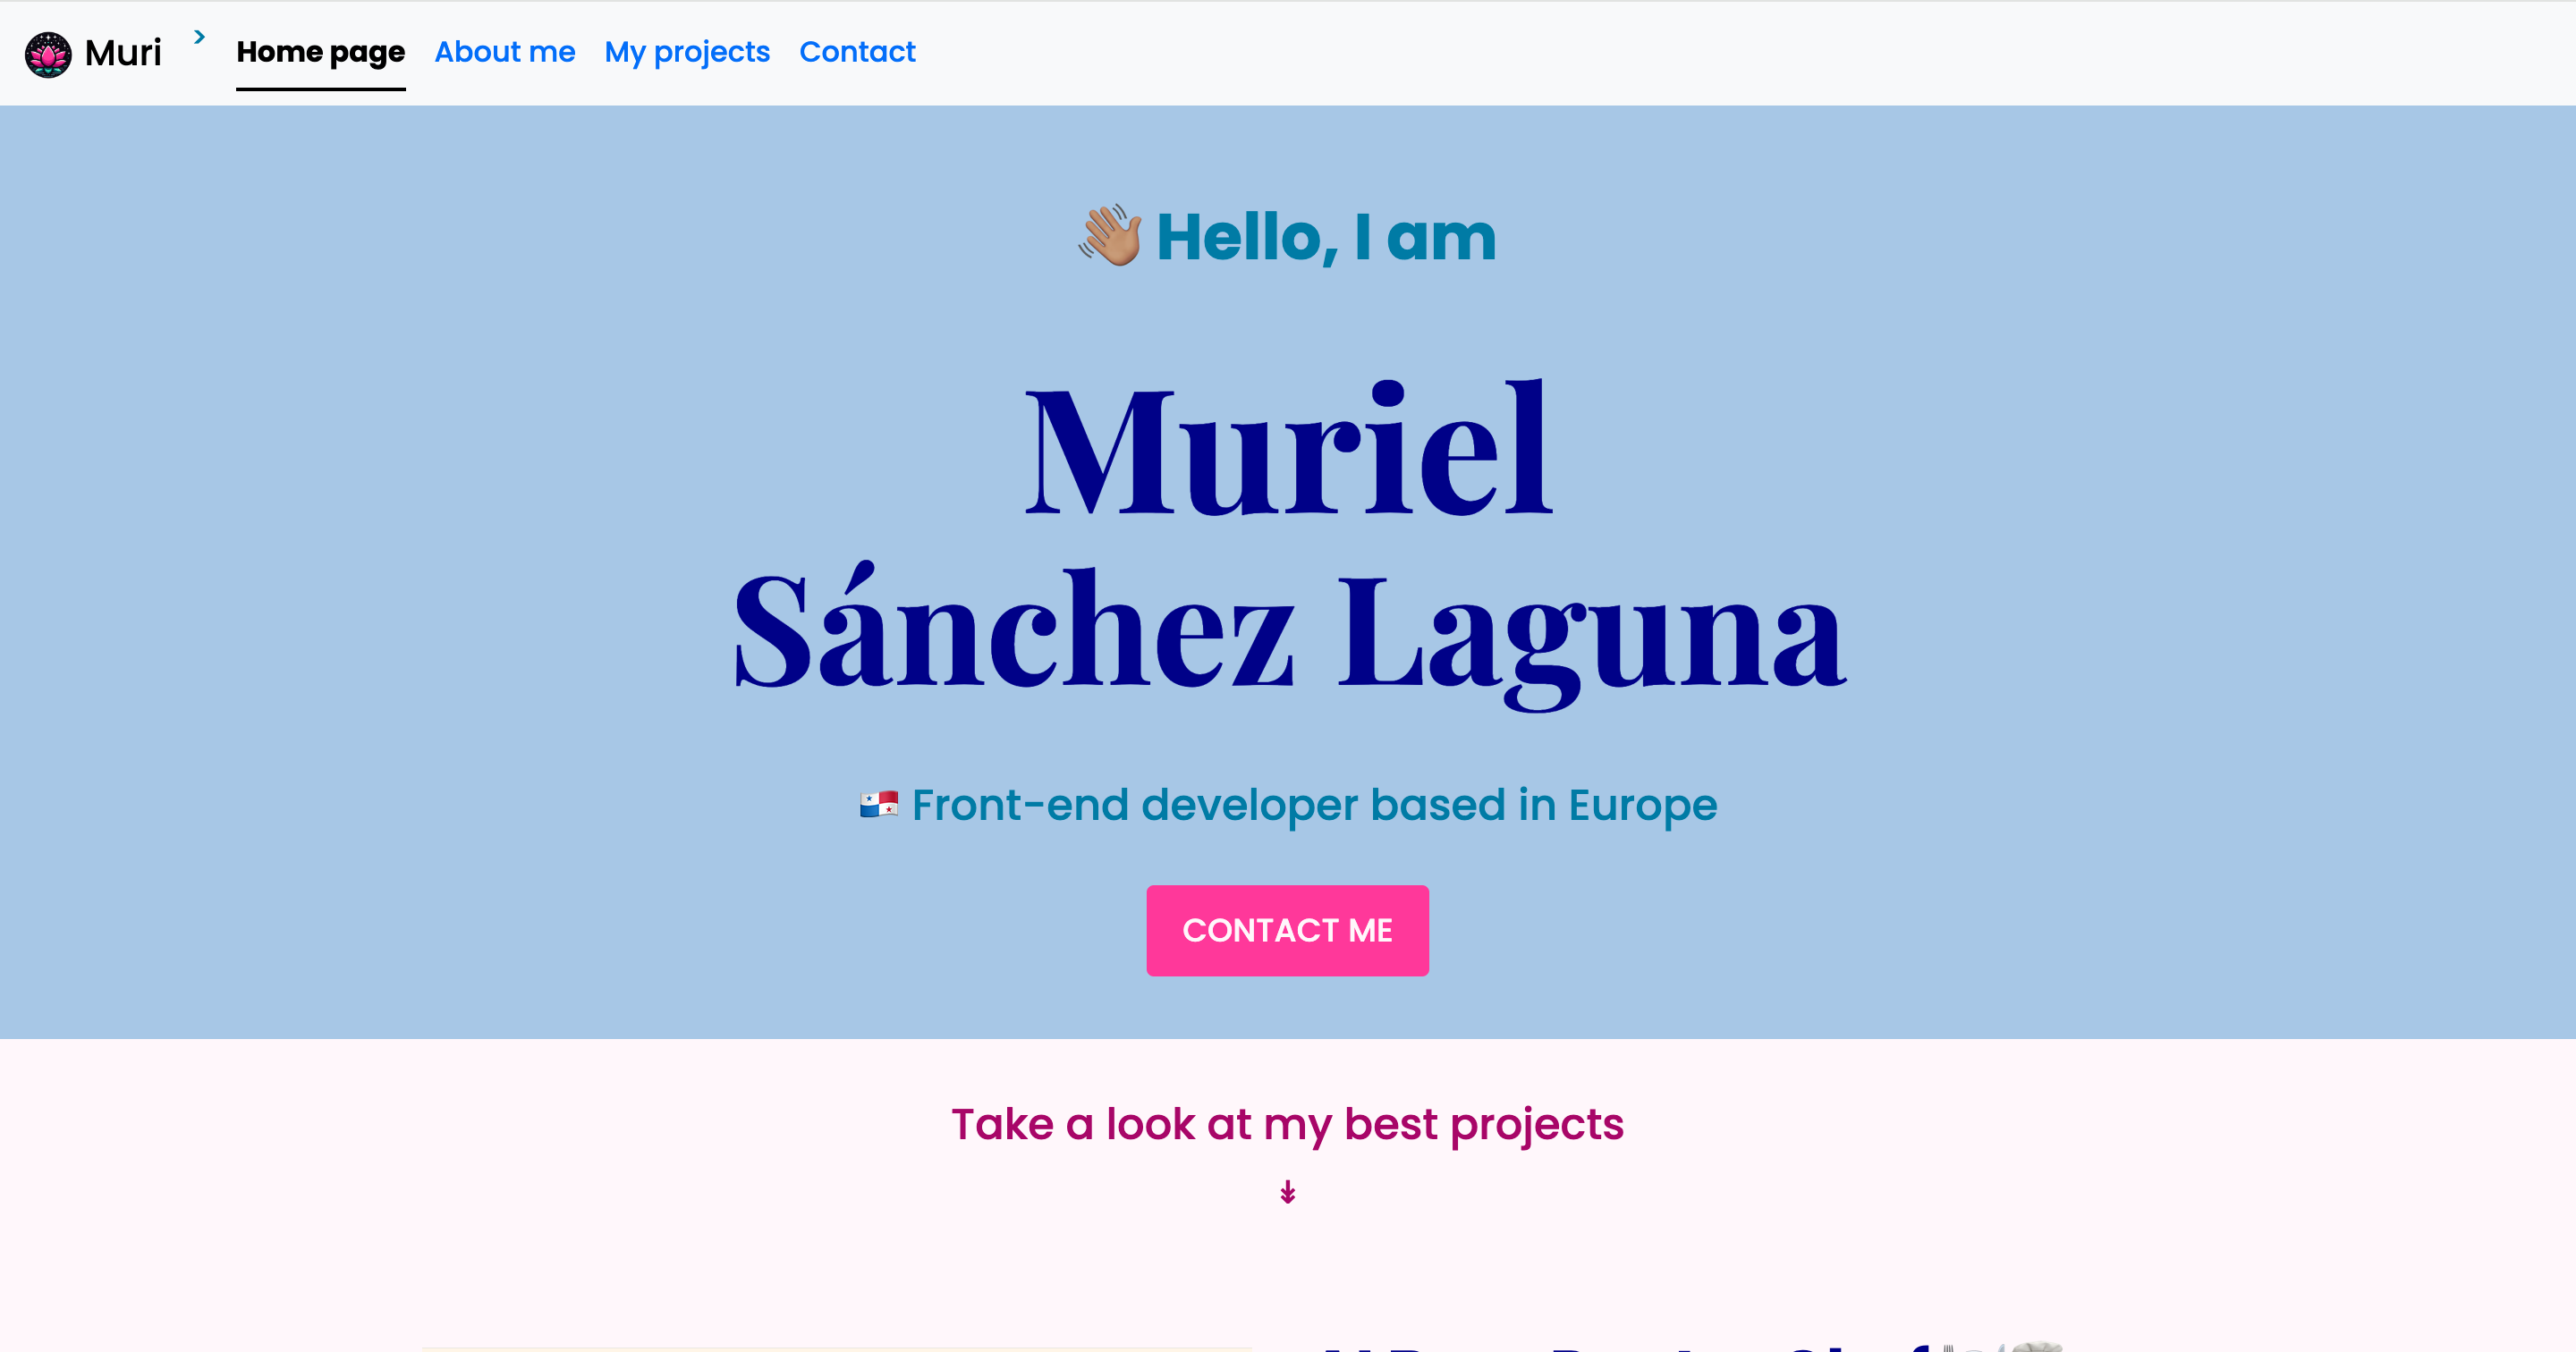 Muri > Home page About me My projects Contact
👋🏽 Hello, I am
Muriel
Sánchez Laguna
🇵🇦 Front-end developer based in Europe
CONTACT ME
Take a look at my best projects
↡